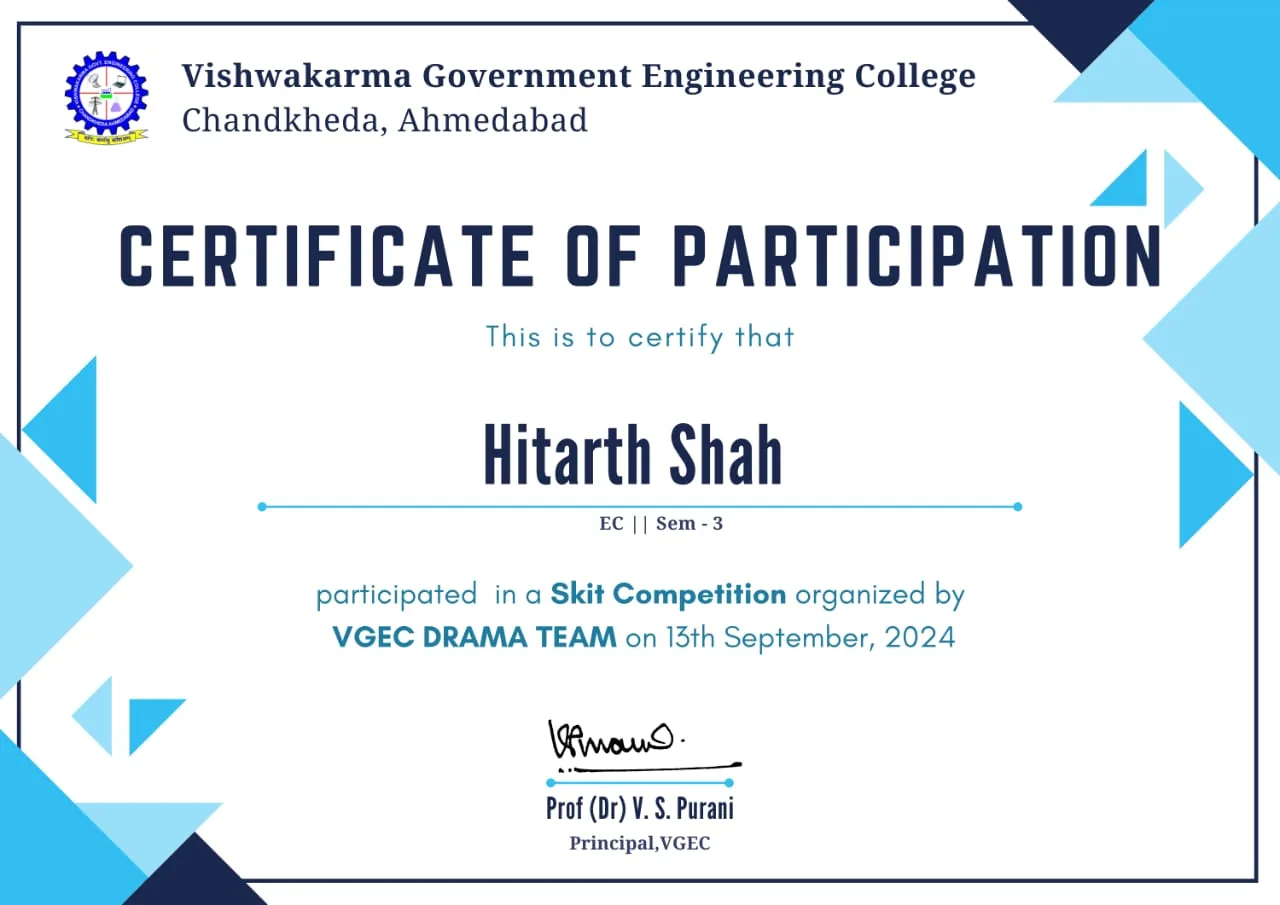 Vishwakarma Government Engineering College
Chandkheda, Ahmedabad
CERTIFICATE OF PARTICIPATION
This is to certify that
Hitarth Shah
EC || Sem - 3
participated in a Skit Competition organized by
VGEC DRAMA TEAM on 13th September, 2024
Prof (Dr) V. S. Purani
Principal,VGEC